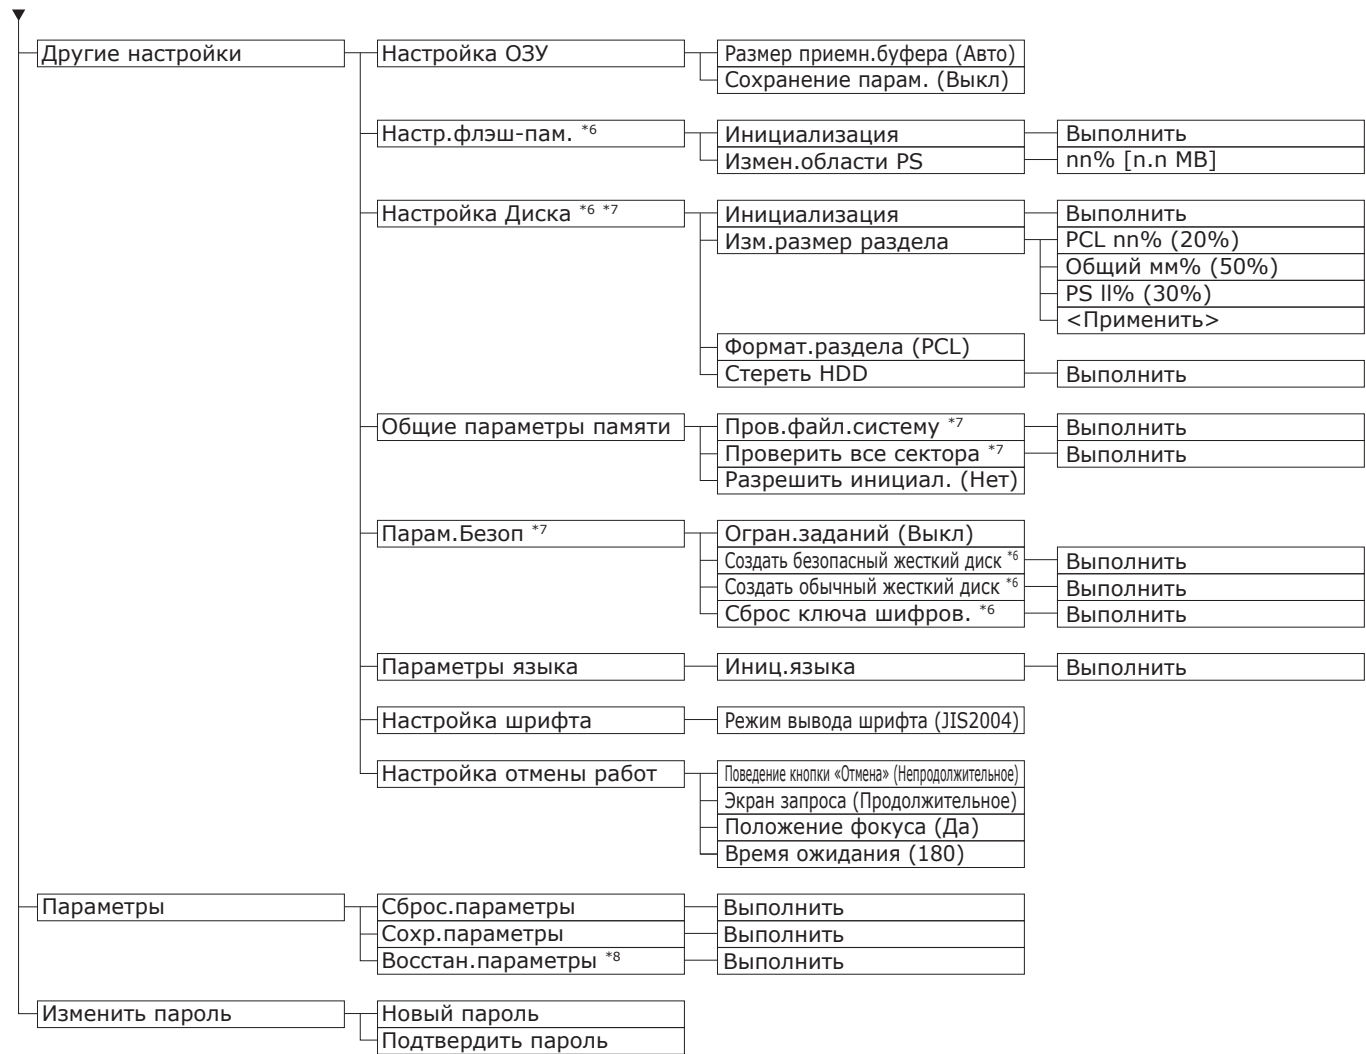 Другие настройки
Настройка ОЗУ
Размер приемн.буфера (Авто)
Сохранение парам. (Выкл)
Настр.флэш-пам. *6
Инициализация
Выполнить
Измен.области PS
nn% [n.n MB]
Настройка Диска *6 *7
Инициализация
Выполнить
Изм.размер раздела
PCL nn% (20%)
Общий мм% (50%)
PS ll% (30%)
<Применить>
Формат.раздела (PCL)
Стереть HDD
Выполнить
Общие параметры памяти
Пров.файл.систему *7
Выполнить
Проверить все сектора *7
Выполнить
Разрешить инициал. (Нет)
Парам.Безоп *7
Огран.заданий (Выкл)
Создать безопасный жесткий диск *6
Выполнить
Создать обычный жесткий диск *6
Выполнить
Сброс ключа шифров. *6
Выполнить
Параметры языка
Иниц.языка
Выполнить
Настройка шрифта
Режим вывода шрифта (JIS2004)
Настройка отмены работ
Поведение кнопки «Отмена» (Непродолжительное)
Экран запроса (Продолжительное)
Положение фокуса (Да)
Время ожидания (180)
Параметры
Сброс.параметры
Выполнить
Сохр.параметры
Выполнить
Восстан.параметры *8
Выполнить
Изменить пароль
Новый пароль
Подтвердить пароль